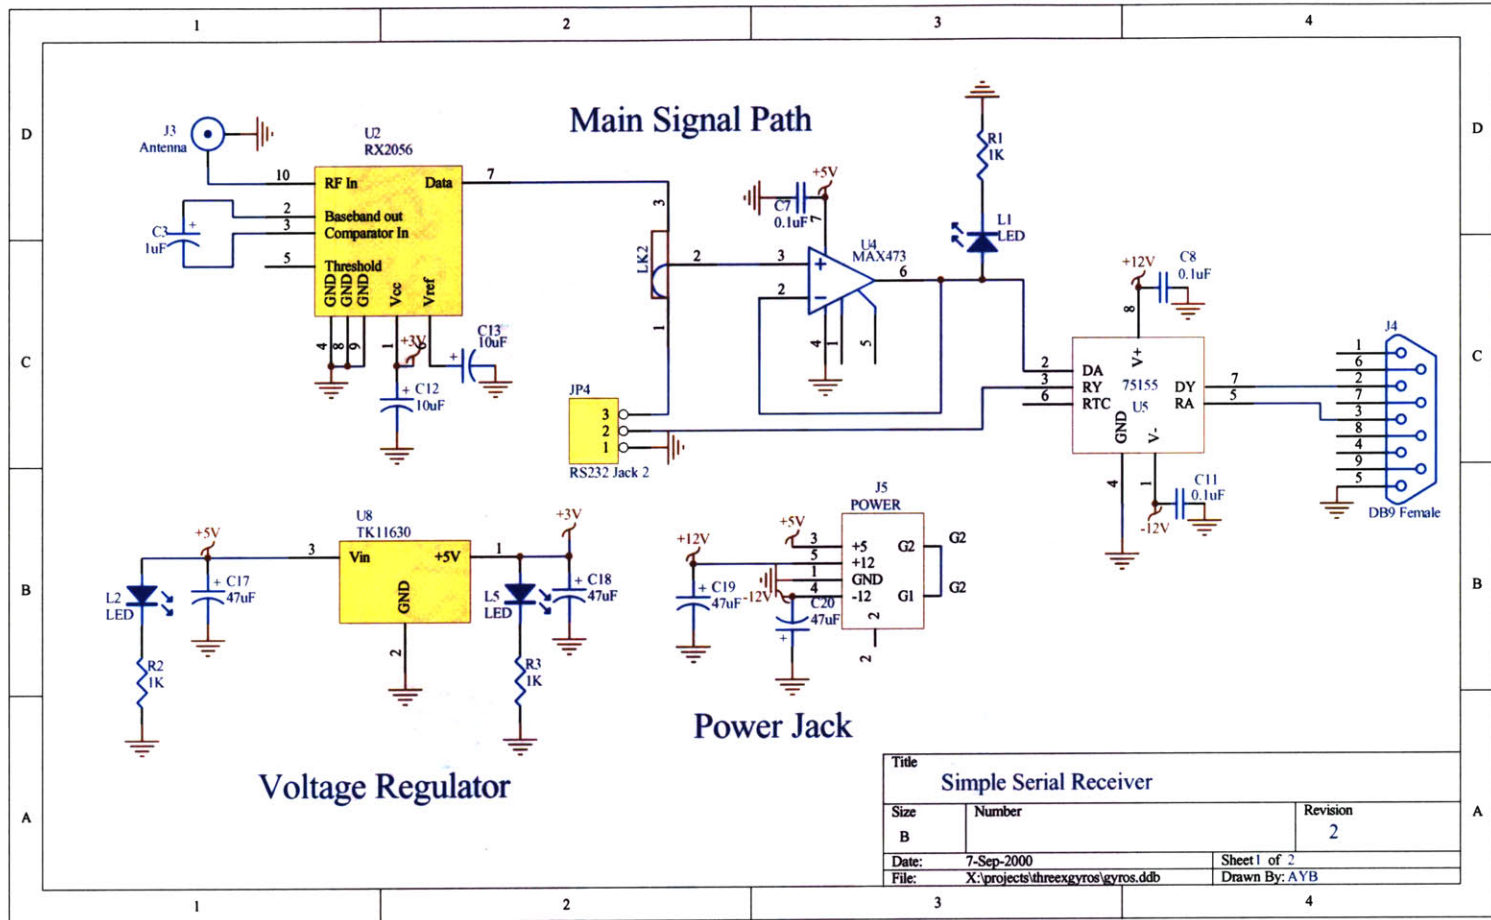 1 2 3 4
D D
Main Signal Path
J3
Antenna
U2
RX2056
10 RF In Data 7
2 Baseband out
3 Comparator In
5 Threshold
GND GND GND Vcc Vref
4 8 9 1 6
C3
1uF
+
+3V
+ C12
10uF
+ C13
10uF
3
LK2
2
1
JP4
3
2
1
RS232 Jack 2
C7
0.1uF
+5V
7
U4
MAX473
3 + 6
2 -
4 1 5
R1
1K
L1
LED
+12V
C8
0.1uF
8
V+
2 DA
3 RY
6 RTC
75155
U5
DY 7
RA 5
GND V-
4 1
C11
0.1uF
-12V
J4
1
6
2
7
3
8
4
9
5
DB9 Female
C C
+5V
U8
TK11630
3 Vin +5V 1
GND
2
+3V
L2
LED
+ C17
47uF
R2
1K
L5
LED
+ C18
47uF
R3
1K
Voltage Regulator
J5
POWER
+5V
3 +5 G2 G2
+12V
5 +12
1 GND
4 -12 G1 G2
-12V
2
2
+ C19
47uF
C20
47uF
+
Power Jack
B B
Title
Simple Serial Receiver
Size Number Revision
B 2
Date: 7-Sep-2000 Sheet1 of 2
File: X:\projects\threexgyros\gyros.ddb Drawn By: AYB
A A
1 2 3 4